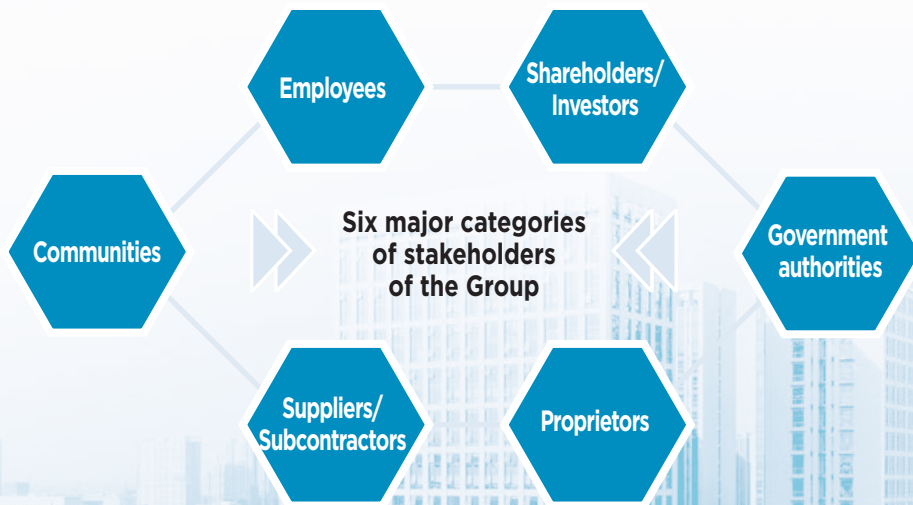 Employees
Shareholders/
Investors
Communities
Six major categories
of stakeholders
of the Group
Government
authorities
Suppliers/
Subcontractors
Proprietors